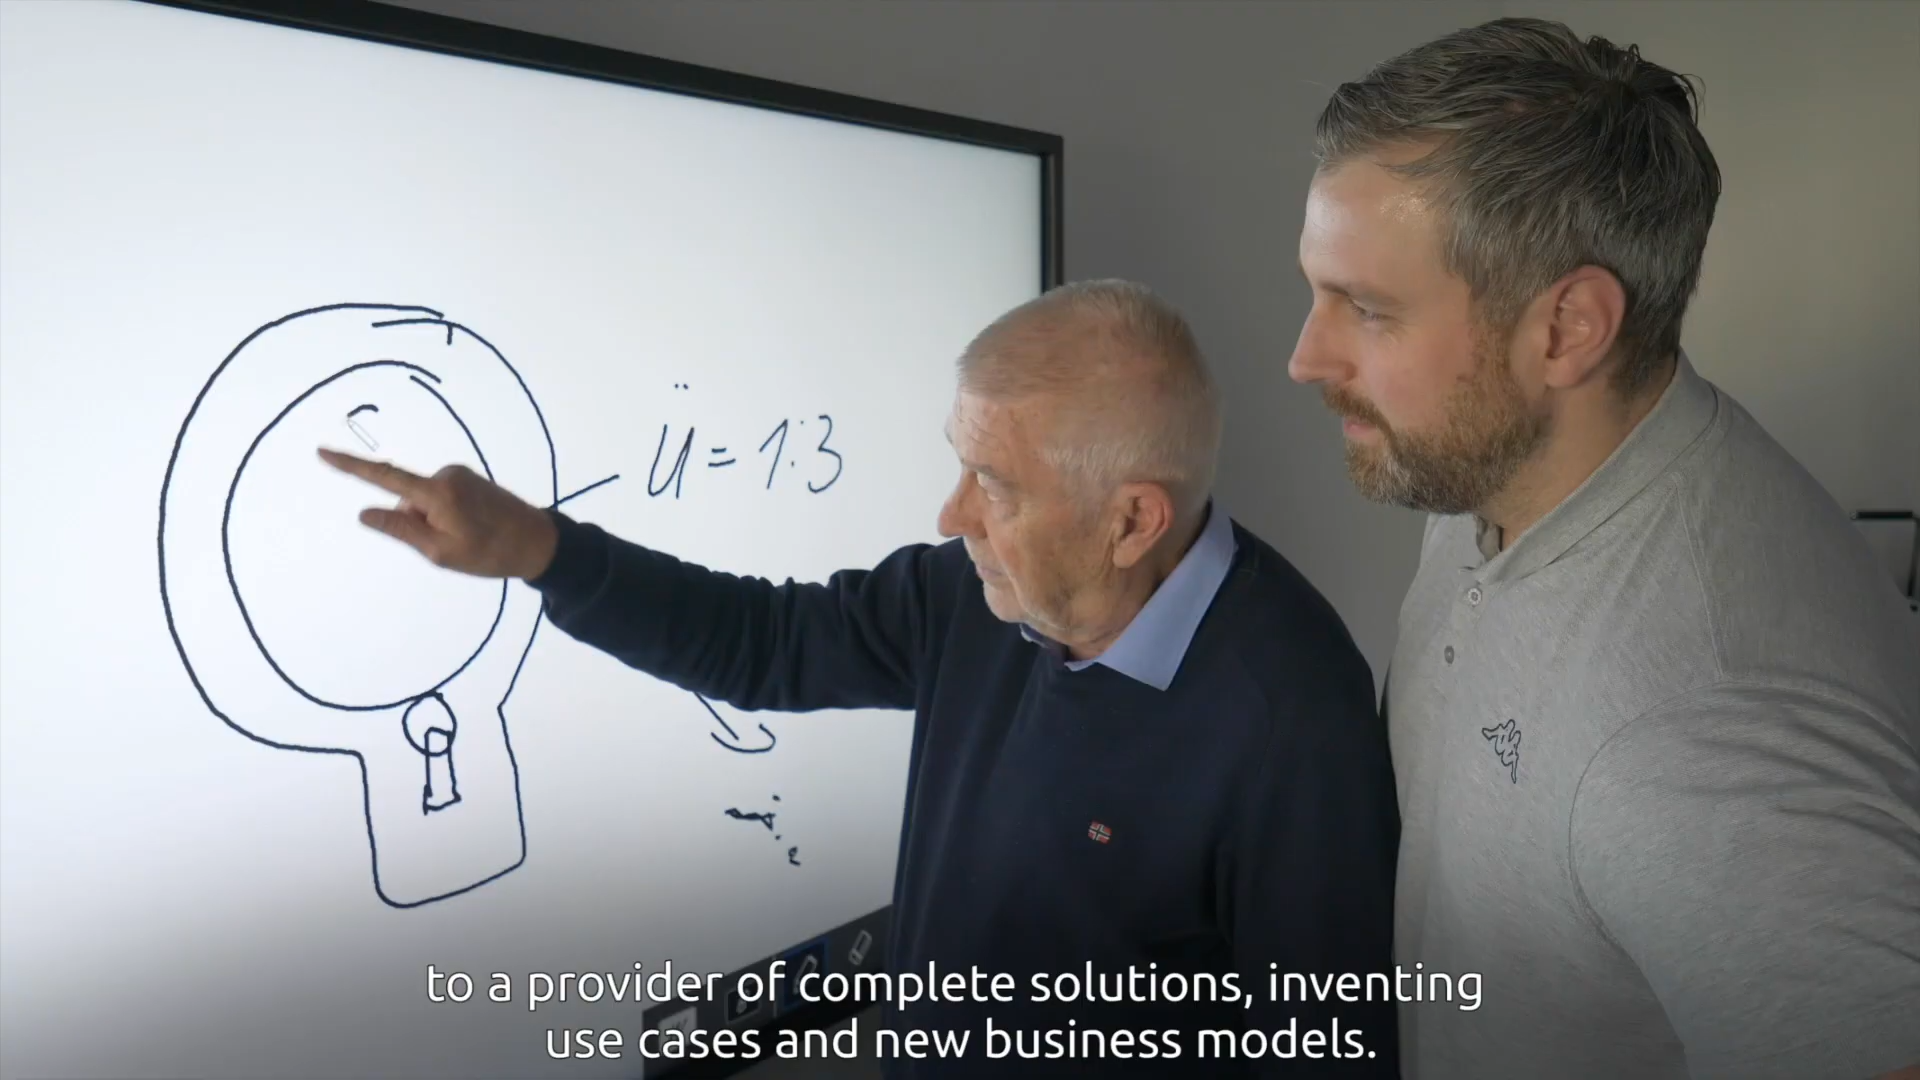 Ü = 1:3
to a provider of complete solutions, inventing
use cases and new business models.